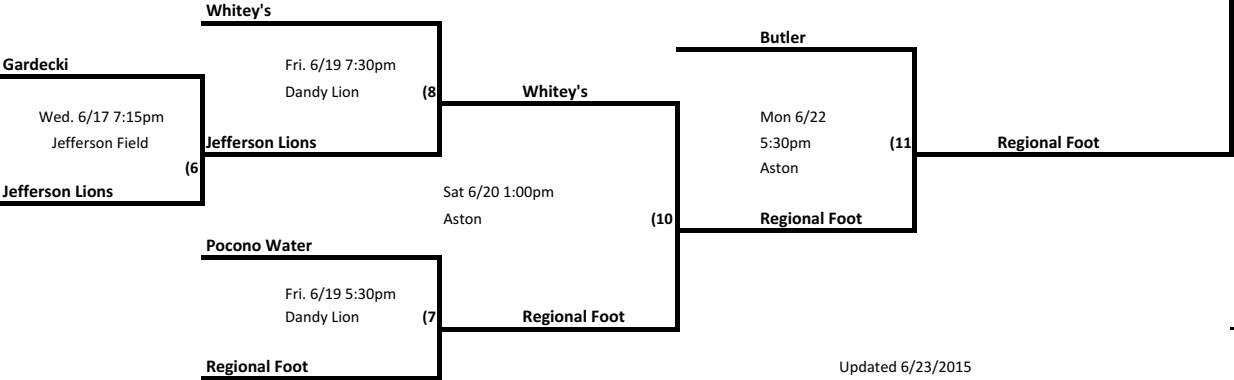 Whitey's
Butler
Gardecki
Fri. 6/19 7:30pm
Dandy Lion
(8
Whitey's
Wed. 6/17 7:15pm
Mon 6/22
Jefferson Field
Jefferson Lions
5:30pm
(11
Regional Foot
(6
Aston
Jefferson Lions
Sat 6/20 1:00pm
Aston
(10
Regional Foot
Pocono Water
Fri. 6/19 5:30pm
Dandy Lion
(7
Regional Foot
Regional Foot
Updated 6/23/2015